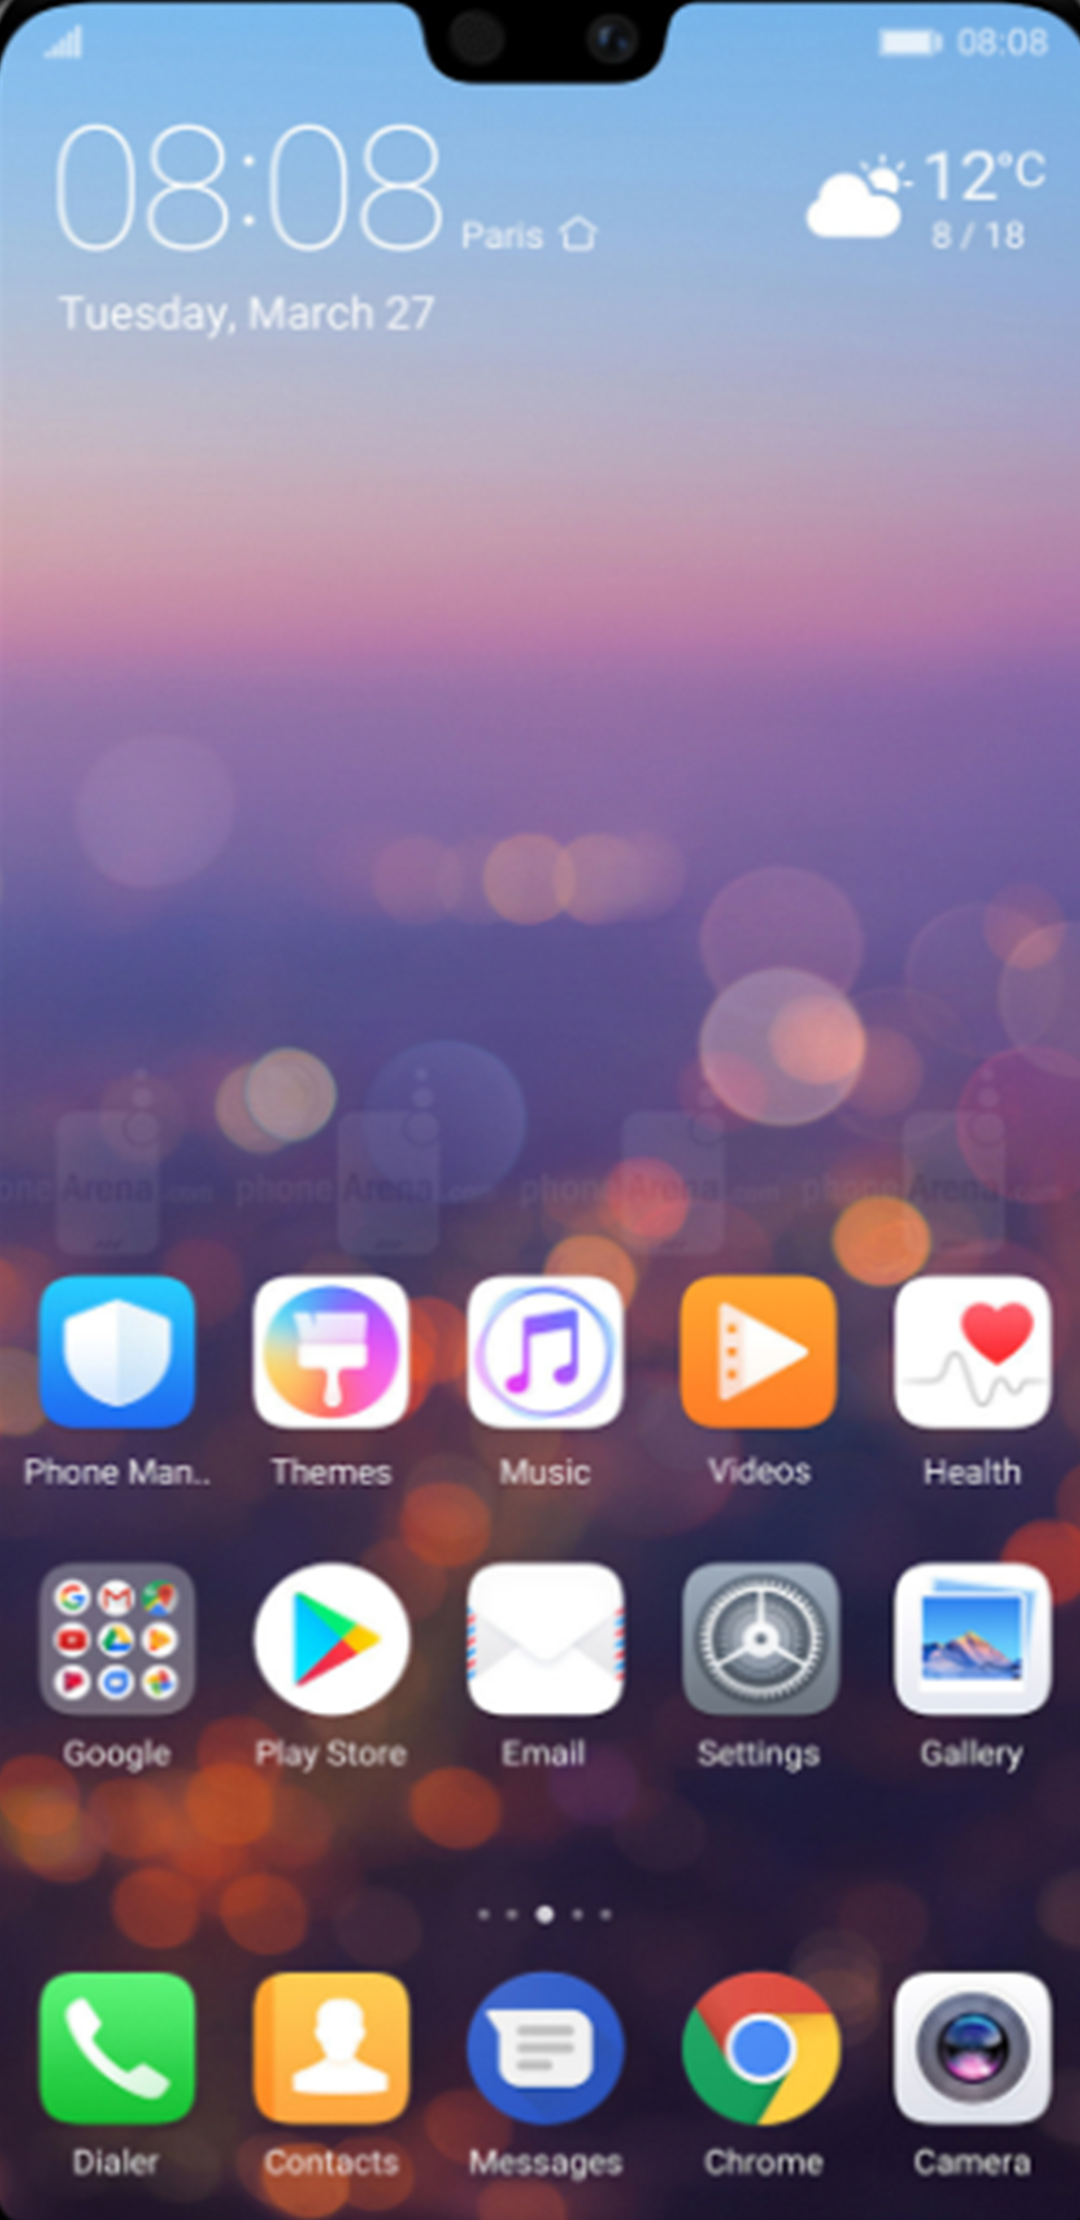 08:08
08:08 Paris
12°C
8 / 18
Tuesday, March 27
phoneArena.com phoneArena.com phoneArena.com phoneArena.com
Phone Man.. Themes Music Videos Health
Google Play Store Email Settings Gallery
Dialer Contacts Messages Chrome Camera